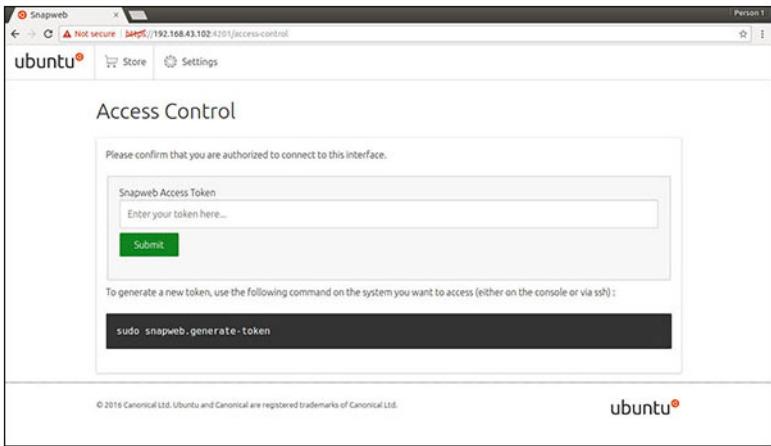 Snapweb
Person 1
Not secure | https://192.168.43.102:4201/access-control
ubuntu
Store
Settings
Access Control
Please confirm that you are authorized to connect to this interface.
Snapweb Access Token
Enter your token here...
Submit
To generate a new token, use the following command on the system you want to access (either on the console or via ssh) :
sudo snapweb.generate-token
© 2016 Canonical Ltd. Ubuntu and Canonical are registered trademarks of Canonical Ltd.
ubuntu